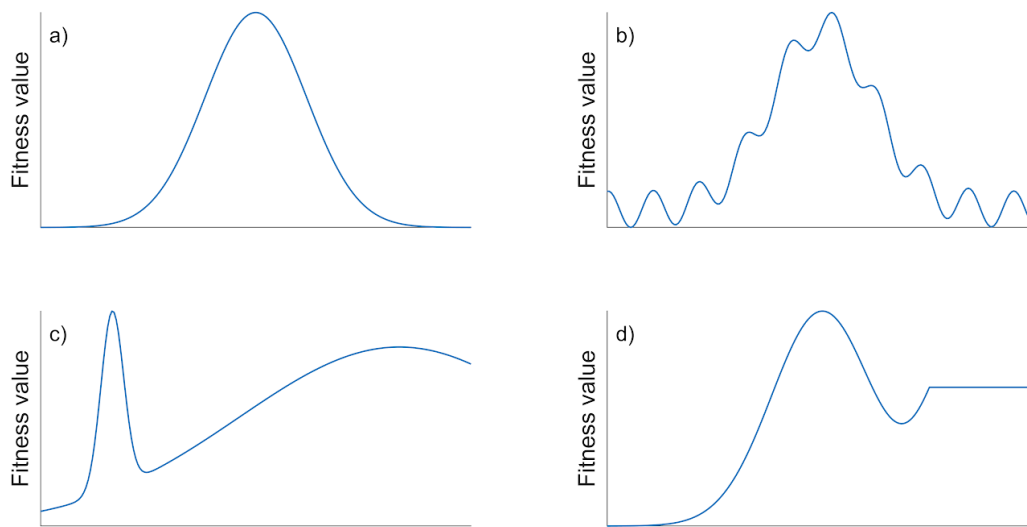 a)
Fitness value
b)
Fitness value
c)
Fitness value
d)
Fitness value